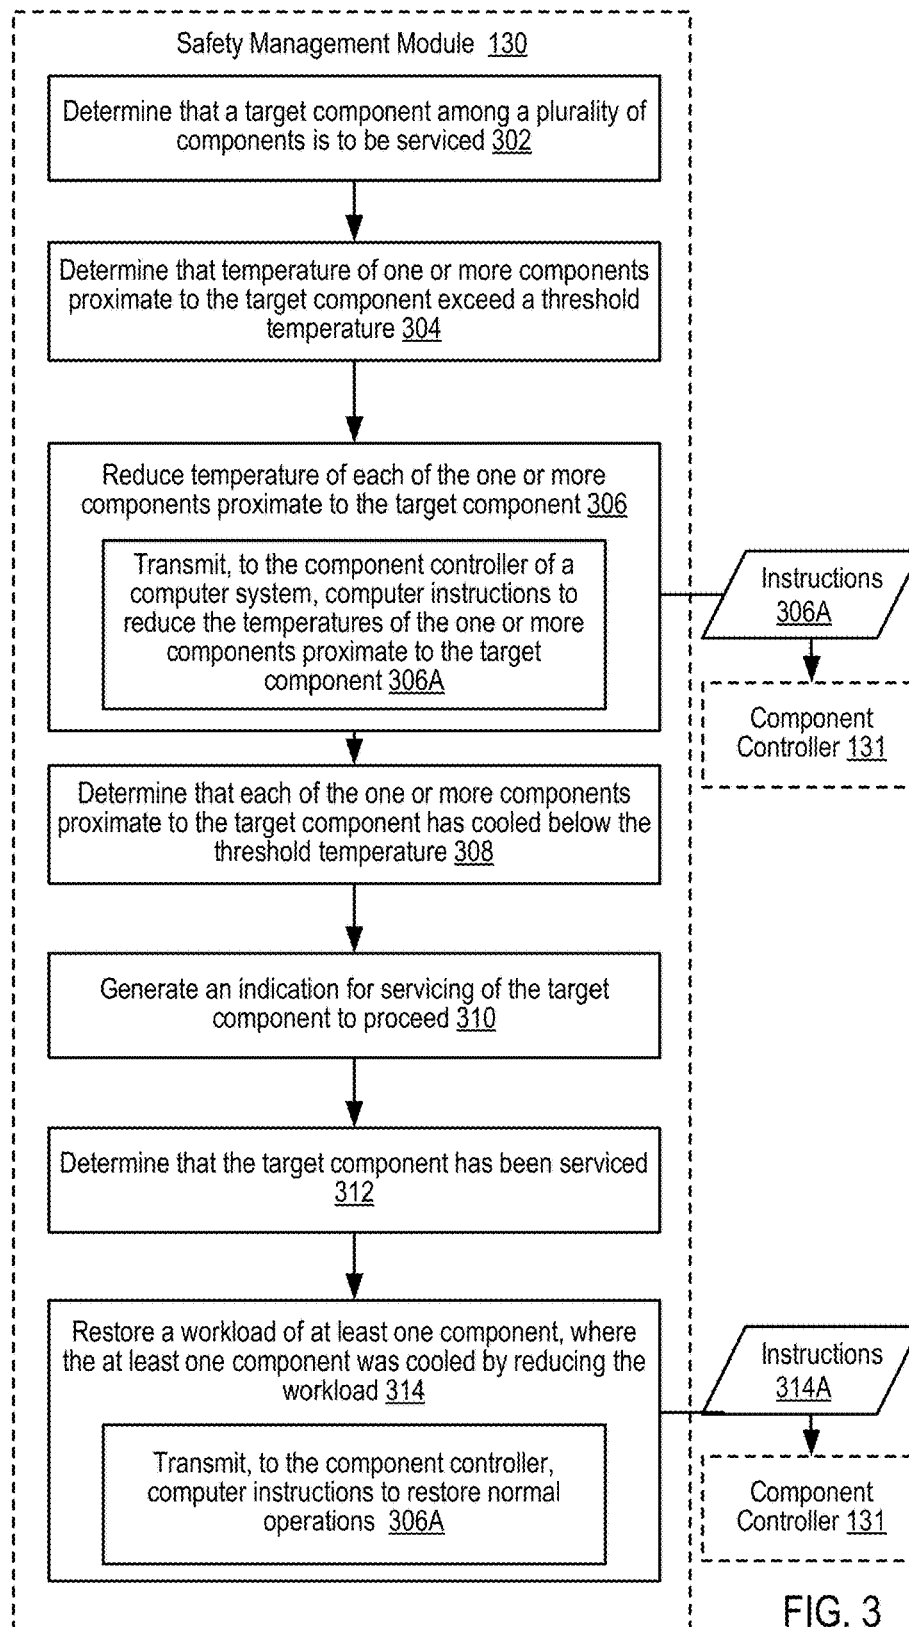 Safety Management Module 130
Determine that a target component among a plurality of
components is to be serviced 302
Determine that temperature of one or more components
proximate to the target component exceed a threshold
temperature 304
Reduce temperature of each of the one or more
components proximate to the target component 306
Transmit, to the component controller of a
computer system, computer instructions to
reduce the temperatures of the one or more
components proximate to the target
component 306A
Instructions
306A
Component
Controller 131
Determine that each of the one or more components
proximate to the target component has cooled below the
threshold temperature 308
Generate an indication for servicing of the target
component to proceed 310
Determine that the target component has been serviced
312
Restore a workload of at least one component, where
the at least one component was cooled by reducing the
workload 314
Transmit, to the component controller,
computer instructions to restore normal
operations 306A
Instructions
314A
Component
Controller 131
FIG. 3